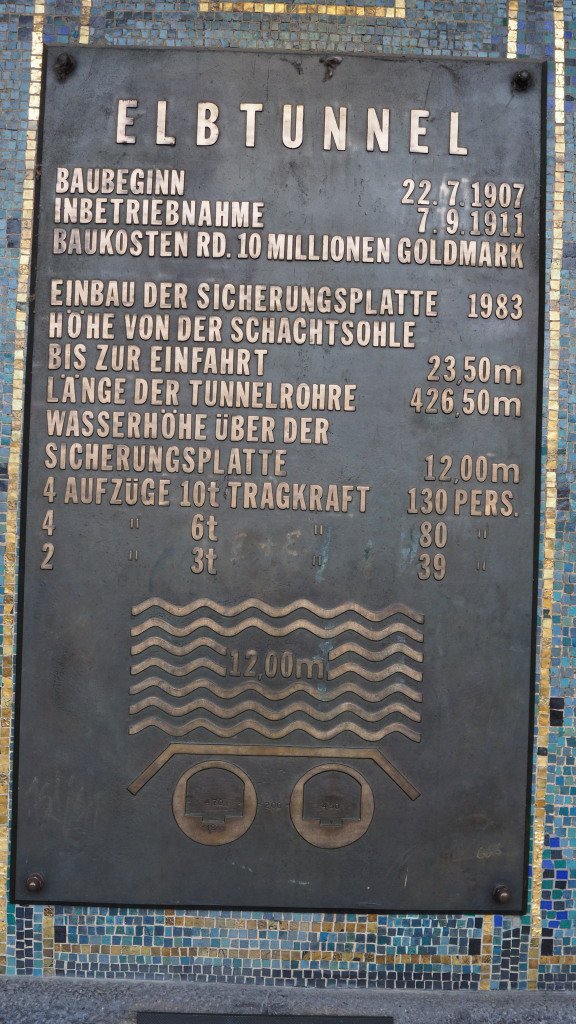 ELBTUNNEL
BAUBEGINN 22.7.1907
INBETRIEBNAHME 7.9.1911
BAUKOSTEN RD. 10 MILLIONEN GOLDMARK
EINBAU DER SICHERUNGSPLATTE 1983
HÖHE VON DER SCHACHTSOHLE
BIS ZUR EINFAHRT 23,50m
LÄNGE DER TUNNELROHRE 426,50m
WASSERHÖHE ÜBER DER
SICHERUNGSPLATTE 12,00m
4 AUFZÜGE 10t TRAGKRAFT 130 PERS.
4 " 6t " 80 "
2 " 3t " 39 "
12,00m